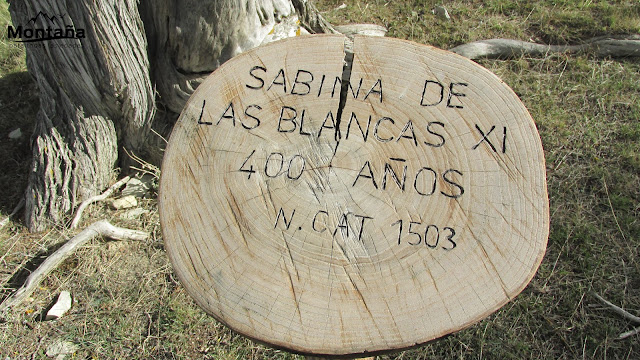 Montaña
SABINA DE
LAS BLANCAS XI
400 AÑOS
N. CAT 1503